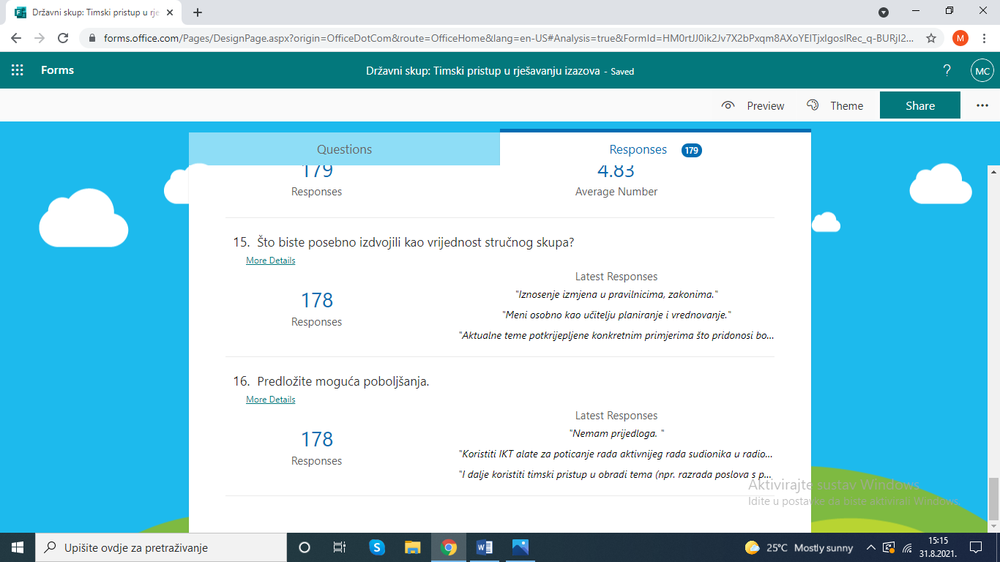 Državni skup: Timski pristup u rje
forms.office.com/Pages/DesignPage.aspx?origin=OfficeDotCom&route=OfficeHome&lang=en-US#Analysis=true&FormId=HM0rtJJ0ik2Jv7X2bPxqm8AXoYEITjxIgoslRec_q-BURjI2...
M
Forms
Državni skup: Timski pristup u rješavanju izazova - Saved
?
MC
Preview
Theme
Share
Questions
Responses 179
179
4.83
Responses
Average Number
15. Što biste posebno izdvojili kao vrijednost stručnog skupa?
More Details
Latest Responses
178
Responses
"Iznosenje izmjena u pravilnicima, zakonima."
"Meni osobno kao učitelju planiranje i vrednovanje."
"Aktualne teme potkrijepljene konkretnim primjerima što pridonosi bo...
16. Predložite moguća poboljšanja.
More Details
Latest Responses
178
Responses
"Nemam prijedloga. "
"Koristiti IKT alate za poticanje rada aktivnijeg rada sudionika u radio...
"I dalje koristiti timski pristup u obradi tema (npr. razrada poslova s p...
Aktivirajte sustav Windows
Idite u postavke da biste aktivirali Windows.
Upišite ovdje za pretraživanje
25°C Mostly sunny
15:15
31.8.2021.